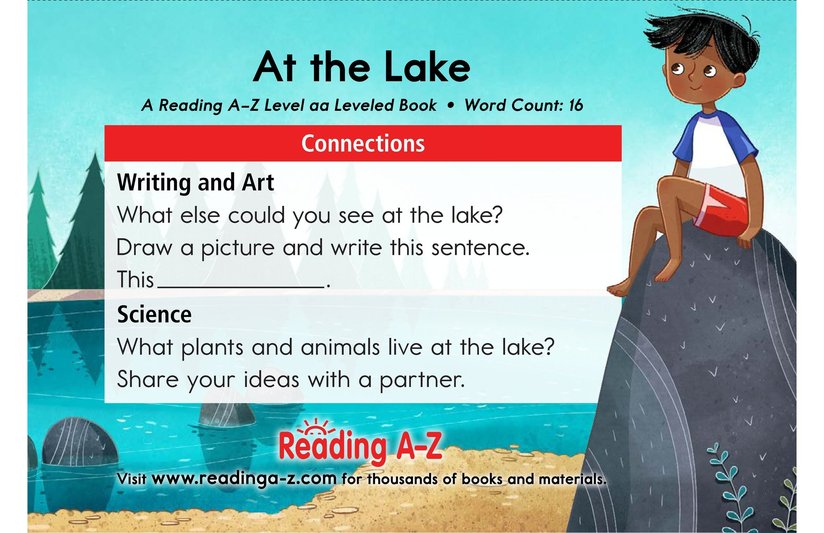 At the Lake
A Reading A–Z Level aa Leveled Book • Word Count: 16
Connections
Writing and Art
What else could you see at the lake?
Draw a picture and write this sentence.
This______________.
Science
What plants and animals live at the lake?
Share your ideas with a partner.
Reading A–Z
Visit www.readinga-z.com for thousands of books and materials.